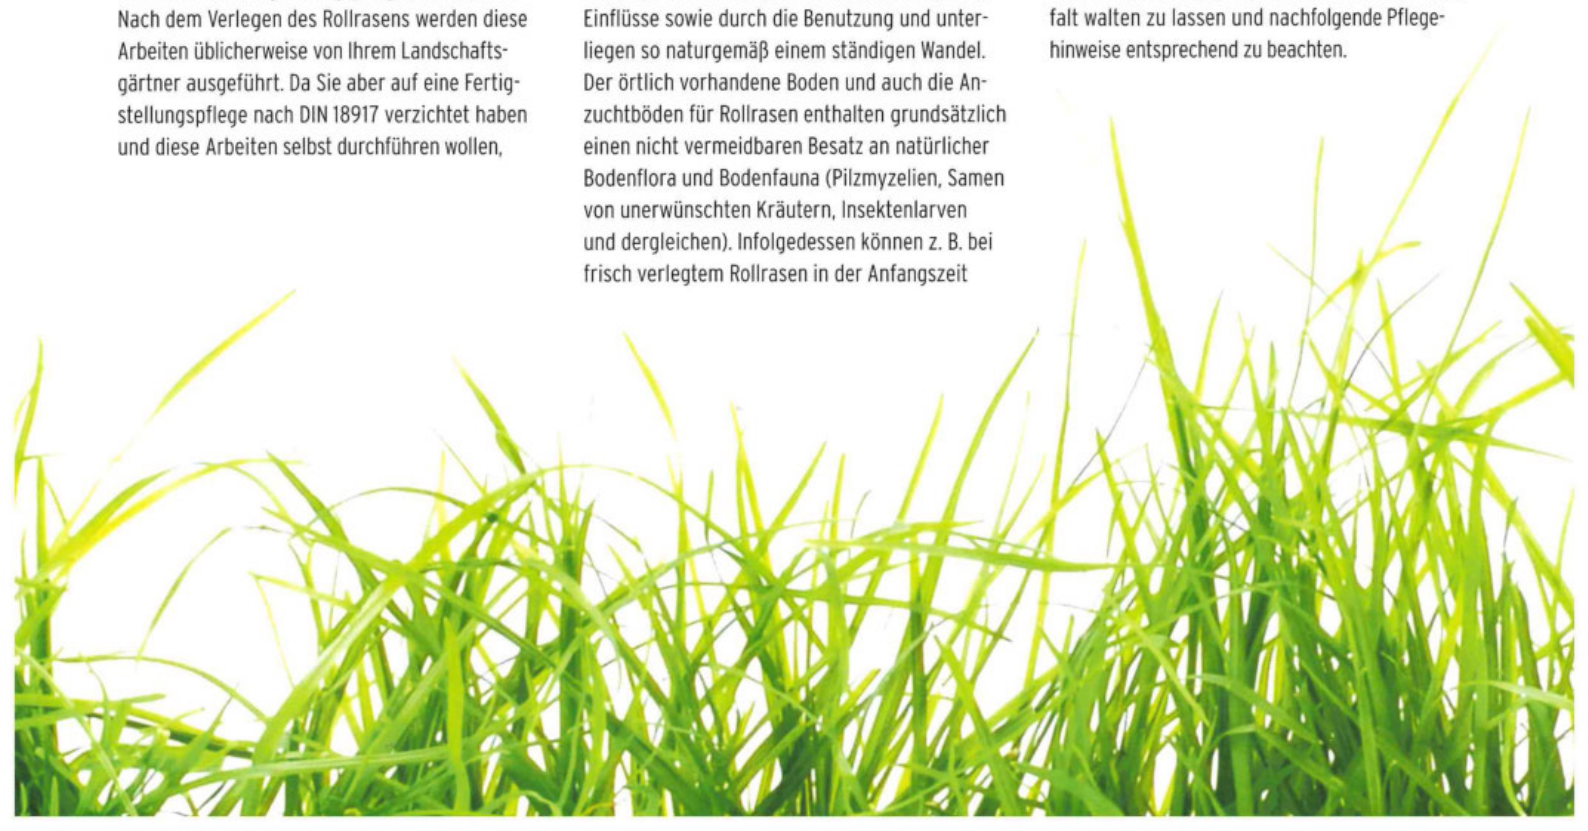 Nach dem Verlegen des Rollrasens werden diese
Arbeiten üblicherweise von Ihrem Landschafts-
gärtner ausgeführt. Da Sie aber auf eine Fertig-
stellungspflege nach DIN 18917 verzichtet haben
und diese Arbeiten selbst durchführen wollen,
Einflüsse sowie durch die Benutzung und unter-
liegen so naturgemäß einem ständigen Wandel.
Der örtlich vorhandene Boden und auch die An-
zuchtböden für Rollrasen enthalten grundsätzlich
einen nicht vermeidbaren Besatz an natürlicher
Bodenflora und Bodenfauna (Pilzmyzelien, Samen
von unerwünschten Kräutern, Insektenlarven
und dergleichen). Infolgedessen können z. B. bei
frisch verlegtem Rollrasen in der Anfangszeit
falt walten zu lassen und nachfolgende Pflege-
hinweise entsprechend zu beachten.